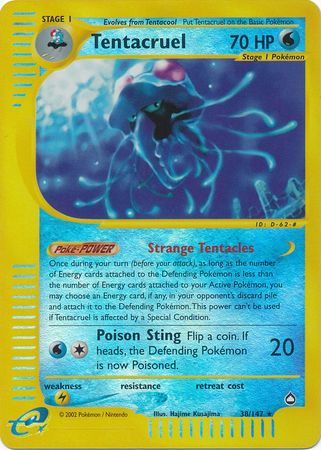 STAGE 1
Evolves from Tentacool
Put Tentacruel on the Basic Pokémon
Tentacruel
70 HP
Stage 1 Pokémon
ID: D-62-#
Poké-POWER
Strange Tentacles
Once during your turn (before your attack), as long as the number
of Energy cards attached to the Defending Pokémon is less than
the number of Energy cards attached to your Active Pokémon, you
may choose an Energy card, if any, in your opponent's discard pile
and attach it to the Defending Pokémon. This power can't be used
if Tentacruel is affected by a Special Condition.
Poison Sting Flip a coin. If
heads, the Defending Pokémon
is now Poisoned.
20
weakness
resistance
retreat cost
e
© 2002 Pokémon / Nintendo
Illus. Hajime Kusajima
38/147 ★